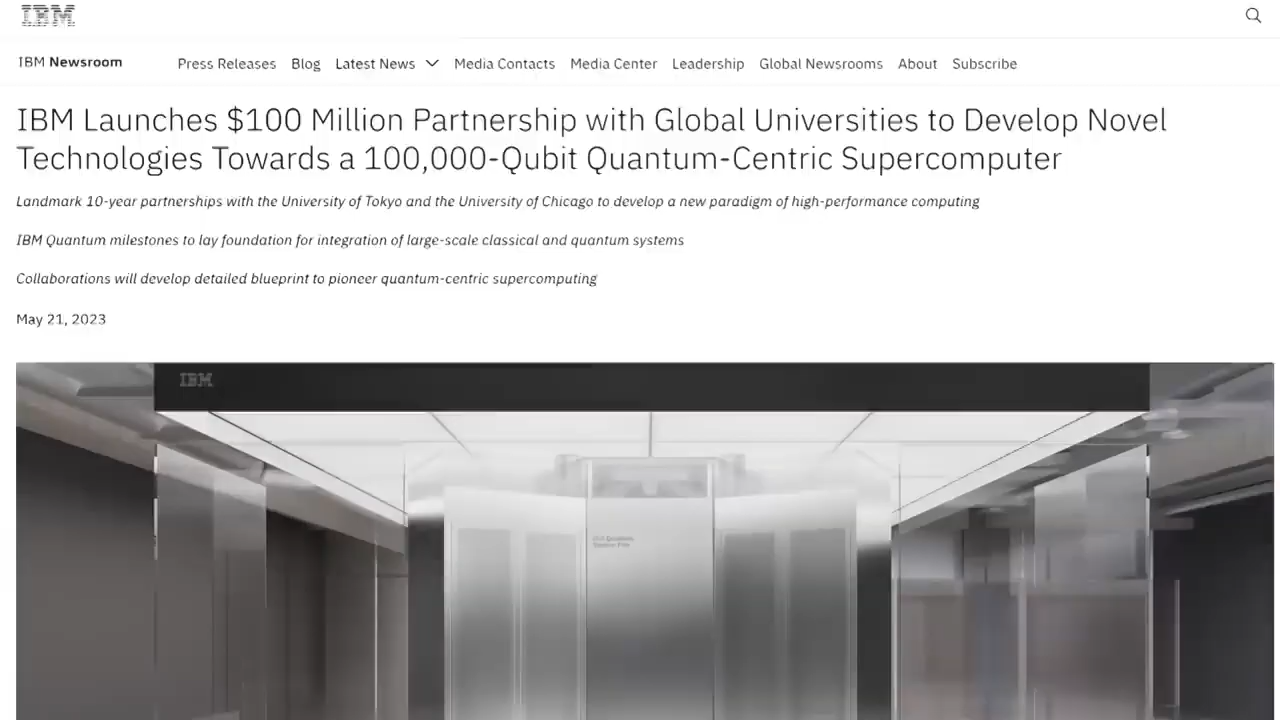 IBM
IBM Newsroom
Press Releases
Blog
Latest News
Media Contacts
Media Center
Leadership
Global Newsrooms
About
Subscribe
IBM Launches $100 Million Partnership with Global Universities to Develop Novel
Technologies Towards a 100,000-Qubit Quantum-Centric Supercomputer
Landmark 10-year partnerships with the University of Tokyo and the University of Chicago to develop a new paradigm of high-performance computing
IBM Quantum milestones to lay foundation for integration of large-scale classical and quantum systems
Collaborations will develop detailed blueprint to pioneer quantum-centric supercomputing
May 21, 2023
IBM